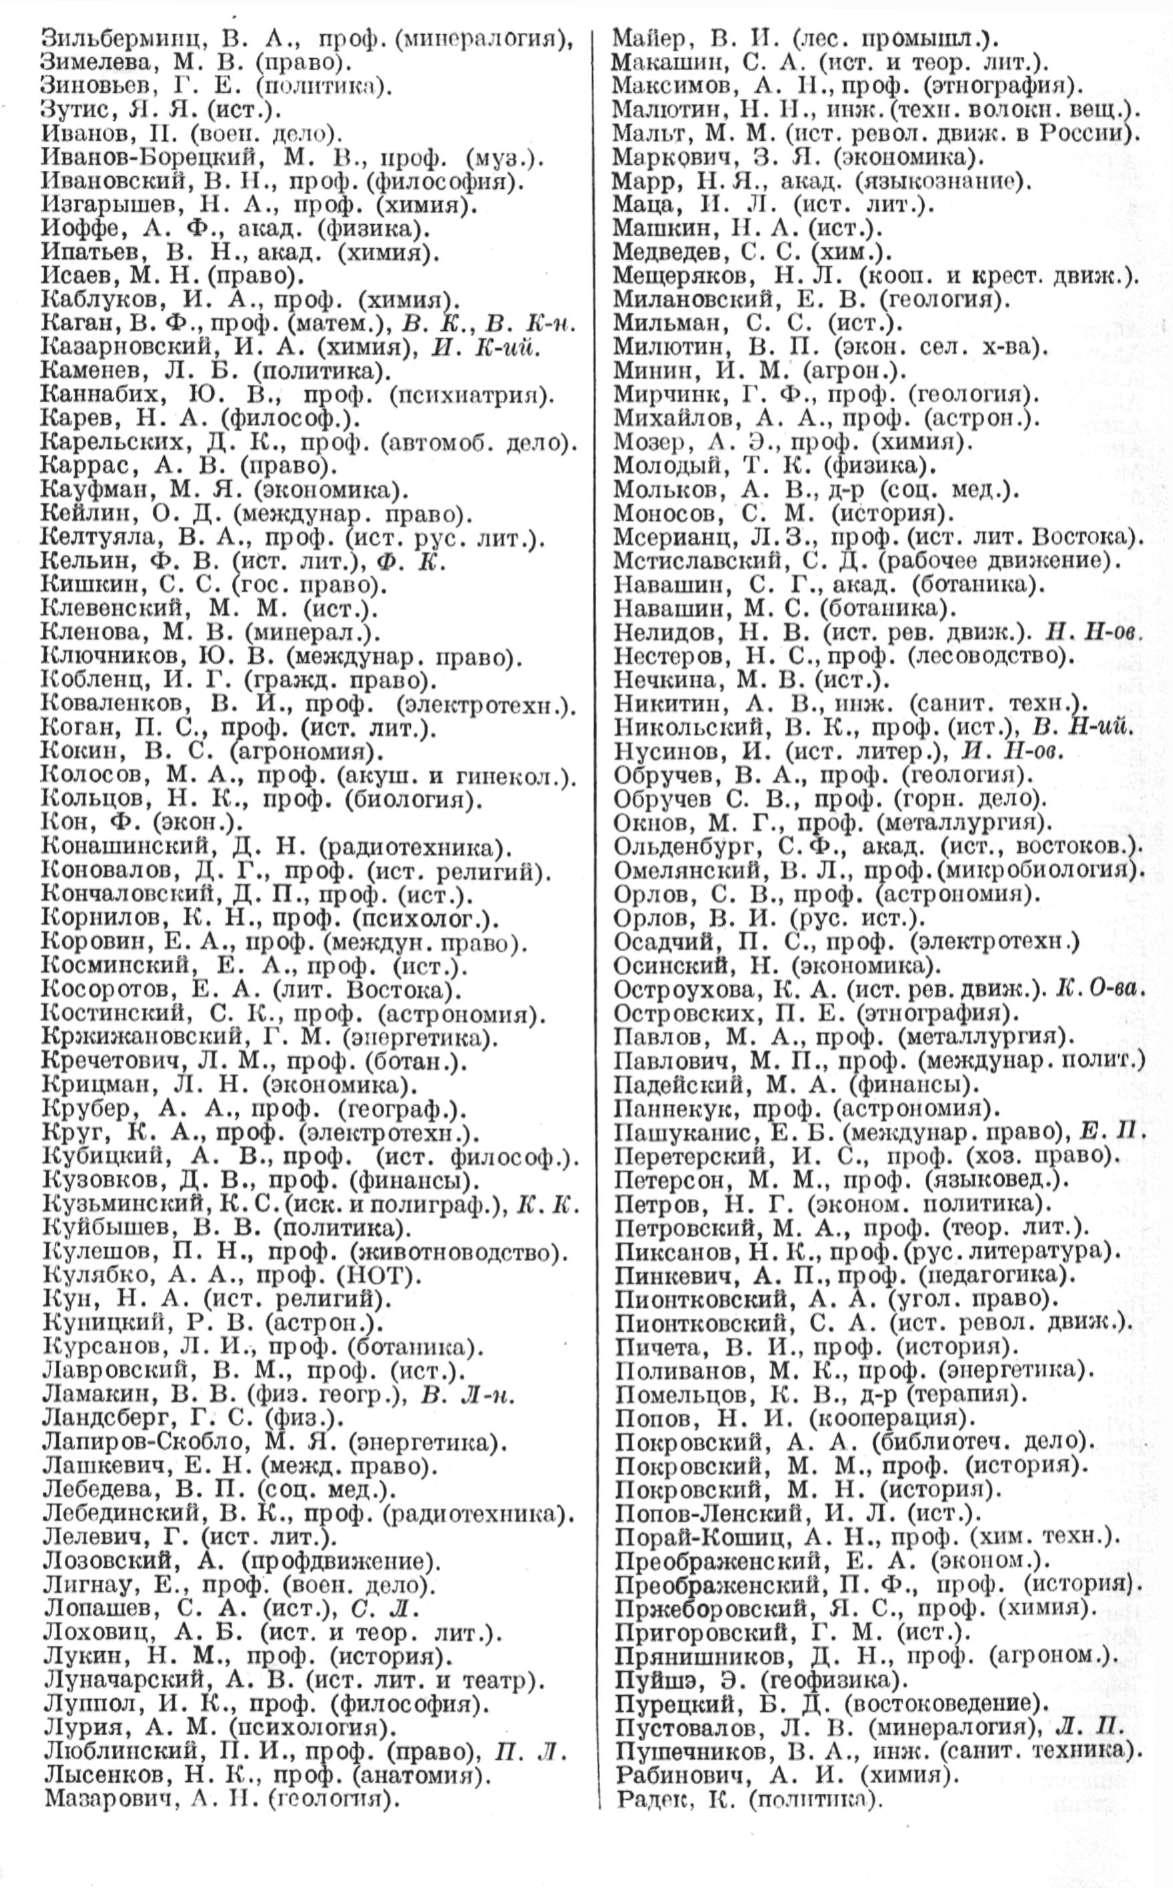 Зильберминц, В. А., проф. (минералогия),
Зимелева, М. В. (право).
Зиновьев, Г. Е. (политика).
Зутис, Я. Я. (ист.).
Иванов, П. (воен. дело).
Иванов-Борецкий, М. В., проф. (муз.).
Ивановский, В. Н., проф. (философия).
Изгарышев, Н. А., проф. (химия).
Иоффе, А. Ф., акад. (физика).
Ипатьев, В. Н., акад. (химия).
Исаев, М. Н. (право).
Каблуков, И. А., проф. (химия).
Каган, В. Ф., проф. (матем.), В. К., В. К-н.
Казарновский, И. А. (химия), И. К-ий.
Каменев, Л. Б. (политика).
Каннабих, Ю. В., проф. (психиатрия).
Карев, Н. А. (философ.).
Карельских, Д. К., проф. (автомоб. дело).
Каррас, А. В. (право).
Кауфман, М. Я. (экономика).
Кейлин, О. Д. (междунар. право).
Келтуяла, В. А., проф. (ист. рус. лит.).
Кельин, Ф. В. (ист. лит.), Ф. К.
Кишкин, С. С. (гос. право).
Клевенский, М. М. (ист.).
Кленова, М. В. (минерал.).
Ключников, Ю. В. (междунар. право).
Кобленц, И. Г. (гражд. право).
Коваленков, В. И., проф. (электротехн.).
Коган, П. С., проф. (ист. лит.).
Кокин, В. С. (агрономия).
Колосов, М. А., проф. (акуш. и гинекол.).
Кольцов, Н. К., проф. (биология).
Кон, Ф. (экон.).
Конашинский, Д. Н. (радиотехника).
Коновалов, Д. Г., проф. (ист. религий).
Кончаловский, Д. П., проф. (ист.).
Корнилов, К. Н., проф. (психолог.).
Коровин, Е. А., проф. (междун. право).
Косминский, Е. А., проф. (ист.).
Косоротов, Е. А. (лит. Востока).
Костинский, С. К., проф. (астрономия).
Кржижановский, Г. М. (энергетика).
Кречетович, Л. М., проф. (ботан.).
Крицман, Л. Н. (экономика).
Крубер, А. А., проф. (географ.).
Круг, К. А., проф. (электротехн.).
Кубицкий, А. В., проф. (ист. философ.).
Кузовков, Д. В., проф. (финансы).
Кузьминский, К. С. (иск. и полиграф.), К. К.
Куйбышев, В. В. (политика).
Кулешов, П. Н., проф. (животноводство).
Кулябко, А. А., проф. (НОТ).
Кун, Н. А. (ист. религий).
Куницкий, Р. В. (астрон.).
Курсанов, Л. И., проф. (ботаника).
Лавровский, В. М., проф. (ист.).
Ламакин, В. В. (физ. геогр.), В. Л-н.
Ландсберг, Г. С. (физ.).
Лапиров-Скобло, М. Я. (энергетика).
Лашкевич, Е. Н. (межд. право).
Лебедева, В. П. (соц. мед.).
Лебединский, В. К., проф. (радиотехника).
Лелевич, Г. (ист. лит.).
Лозовский, А. (профдвижение).
Лигнау, Е., проф. (воен. дело).
Лопашев, С. А. (ист.), С. Л.
Лоховиц, А. Б. (ист. и теор. лит.).
Лукин, Н. М., проф. (история).
Луначарский, А. В. (ист. лит. и театр).
Луппол, И. К., проф. (философия).
Лурия, А. М. (психология).
Люблинский, П. И., проф. (право), П. Л.
Лысенков, Н. К., проф. (анатомия).
Мазарович, А. Н. (геология).
Майер, В. И. (лес. промышл.).
Макашин, С. А. (ист. и теор. лит.).
Максимов, А. Н., проф. (этнография).
Малютин, Н. Н., инж. (техн. волокн. вещ.).
Мальт, М. М. (ист. револ. движ. в России).
Маркович, З. Я. (экономика).
Марр, Н. Я., акад. (языкознание).
Маца, И. Л. (ист. лит.).
Машкин, Н. А. (ист.).
Медведев, С. С. (хим.).
Мещеряков, Н. Л. (кооп. и крест. движ.).
Милановский, Е. В. (геология).
Мильман, С. С. (ист.).
Милютин, В. П. (экон. сел. х-ва).
Минин, И. М. (агрон.).
Мирчинк, Г. Ф., проф. (геология).
Михайлов, А. А., проф. (астрон.).
Мозер, А. Э., проф. (химия).
Молодый, Т. К. (физика).
Мольков, А. В., д-р (соц. мед.).
Моносов, С. М. (история).
Мсерианц, Л. З., проф. (ист. лит. Востока).
Мстиславский, С. Д. (рабочее движение).
Навашин, С. Г., акад. (ботаника).
Навашин, М. С. (ботаника).
Нелидов, Н. В. (ист. рев. движ.). Н. Н-ов.
Нестеров, Н. С., проф. (лесоводство).
Нечкина, М. В. (ист.).
Никитин, А. В., инж. (санит. техн.).
Никольский, В. К., проф. (ист.), В. Н-ий.
Нусинов, И. (ист. литер.), И. Н-ов.
Обручев, В. А., проф. (геология).
Обручев С. В., проф. (горн. дело).
Окнов, М. Г., проф. (металлургия).
Ольденбург, С. Ф., акад. (ист., востоков.).
Омелянский, В. Л., проф. (микробиология).
Орлов, С. В., проф. (астрономия).
Орлов, В. И. (рус. ист.).
Осадчий, П. С., проф. (электротехн.)
Осинский, Н. (экономика).
Остроухова, К. А. (ист. рев. движ.). К. О-ва.
Островских, П. Е. (этнография).
Павлов, М. А., проф. (металлургия).
Павлович, М. П., проф. (междунар. полит.)
Падейский, М. А. (финансы).
Паннекук, проф. (астрономия).
Пашуканис, Е. Б. (междунар. право), Е. П.
Перетерский, И. С., проф. (хоз. право).
Петерсон, М. М., проф. (языковед.).
Петров, Н. Г. (эконом. политика).
Петровский, М. А., проф. (теор. лит.).
Пиксанов, Н. К., проф. (рус. литература).
Пинкевич, А. П., проф. (педагогика).
Пионтковский, А. А. (угол. право).
Пионтковский, С. А. (ист. револ. движ.).
Пичета, В. И., проф. (история).
Поливанов, М. К., проф. (энергетика).
Помельцов, К. В., д-р (терапия).
Попов, Н. И. (кооперация).
Покровский, А. А. (библиотеч. дело).
Покровский, М. М., проф. (история).
Покровский, М. Н. (история).
Попов-Ленский, И. Л. (ист.).
Порай-Кошиц, А. Н., проф. (хим. техн.).
Преображенский, Е. А. (эконом.).
Преображенский, П. Ф., проф. (история).
Пржеборовский, Я. С., проф. (химия).
Пригоровский, Г. М. (ист.).
Прянишников, Д. Н., проф. (агроном.).
Пуйшэ, Э. (геофизика).
Пурецкий, Б. Д. (востоковедение).
Пустовалов, Л. В. (минералогия), Л. П.
Пушечников, В. А., инж. (санит. техника).
Рабинович, А. И. (химия).
Радек, К. (политика).